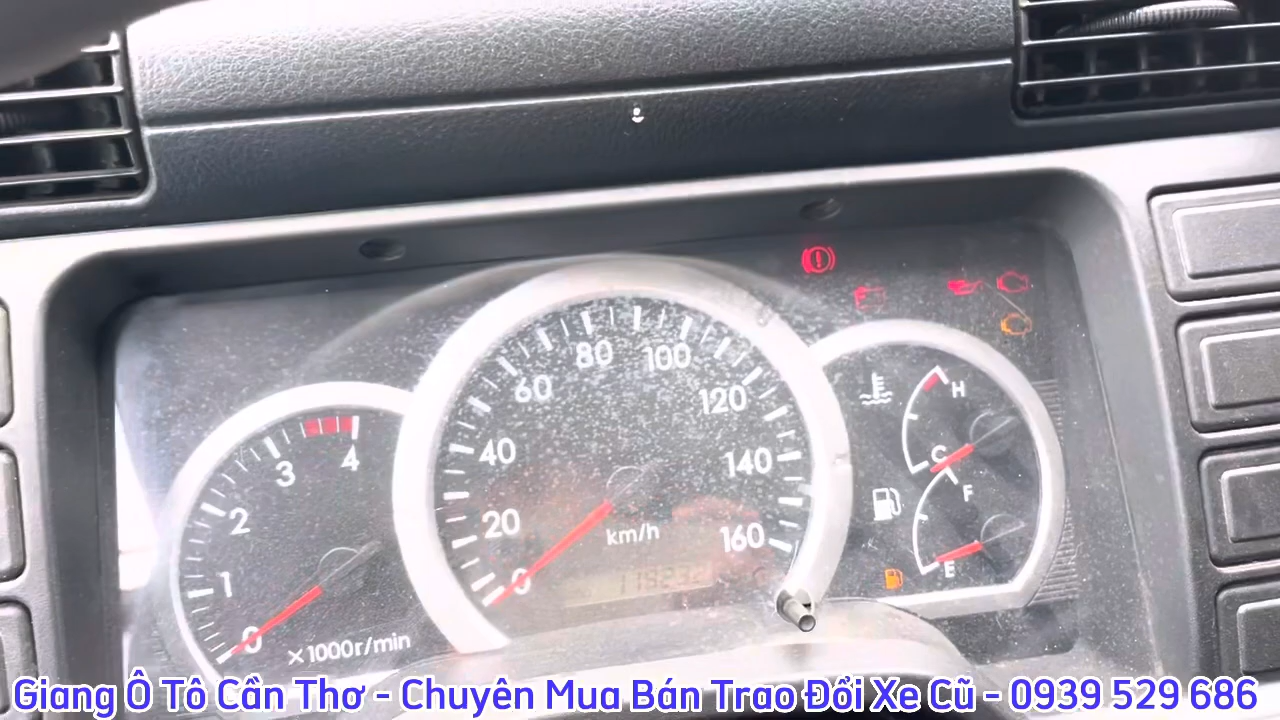 80
100
60
120
40
140
20
160
0
km/h
4
3
2
1
0
×1000r/min
H
C
F
E
Giang Ô Tô Cần Thơ - Chuyên Mua Bán Trao Đổi Xe Cũ - 0939 529 686